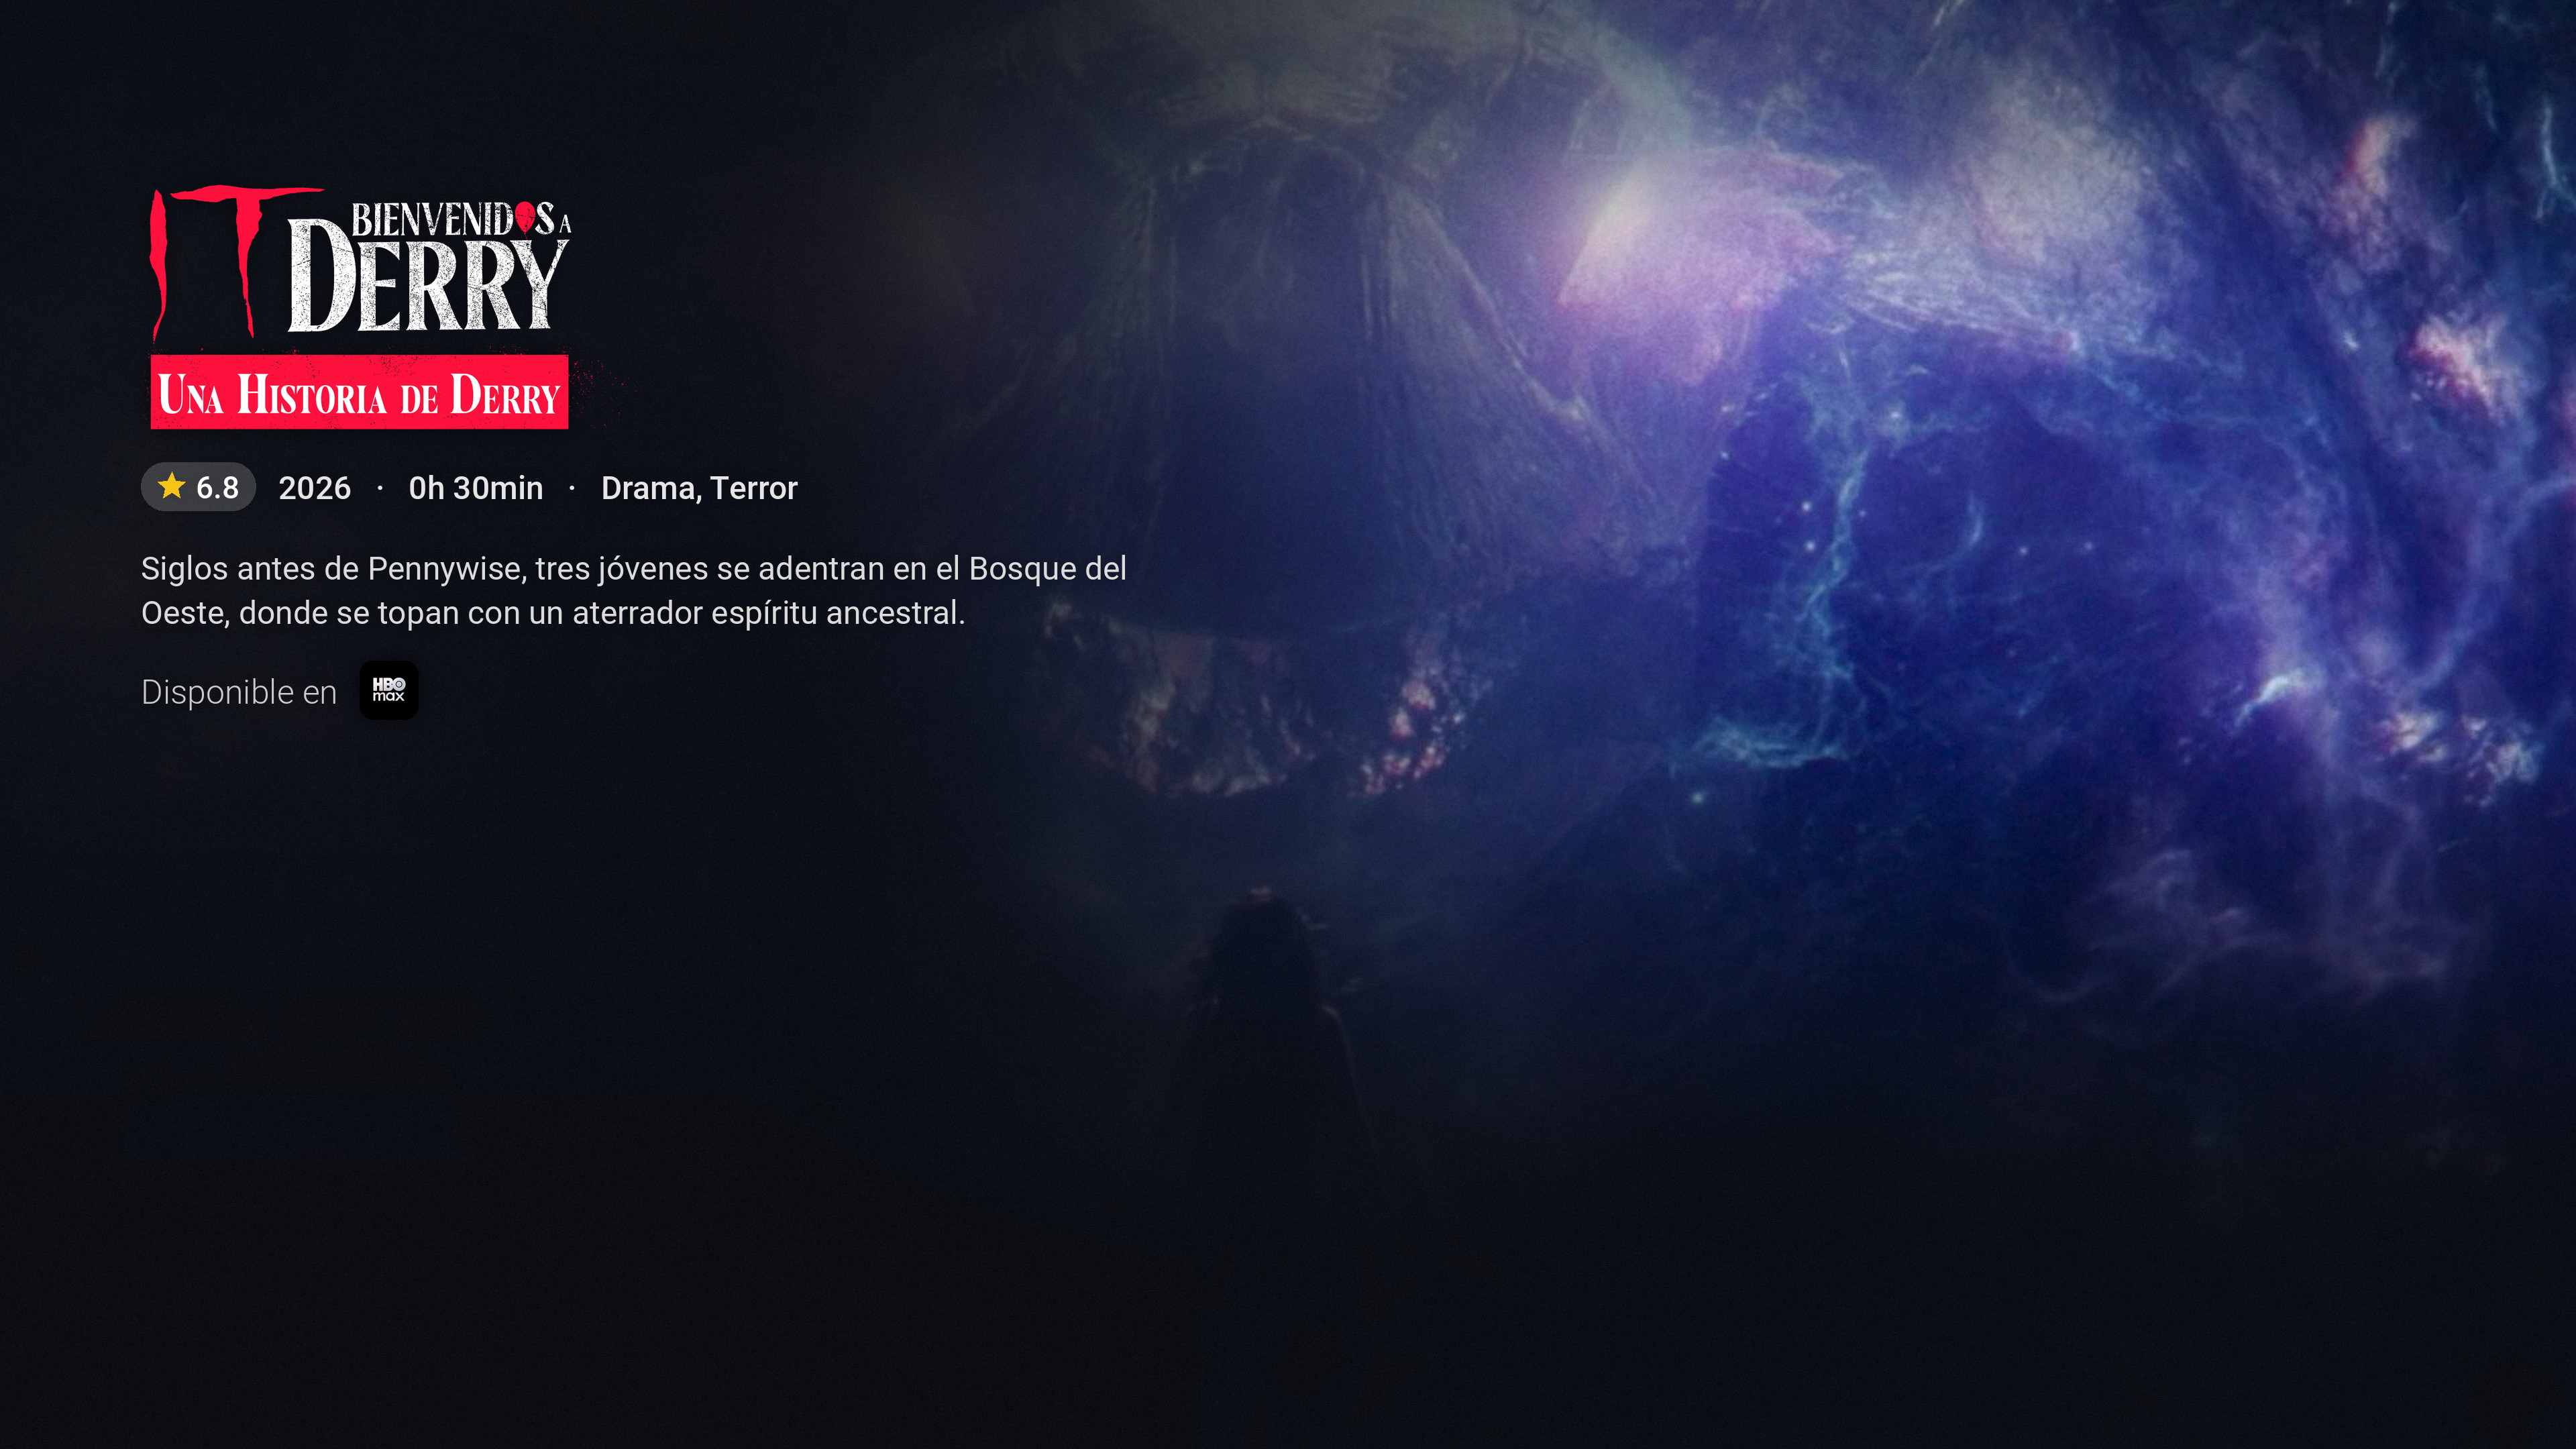 IT BIENVENIDOS A
DERRY
UNA HISTORIA DE DERRY
6.8 2026 · 0h 30min · Drama, Terror
Siglos antes de Pennywise, tres jóvenes se adentran en el Bosque del
Oeste, donde se topan con un aterrador espíritu ancestral.
Disponible en HBO max